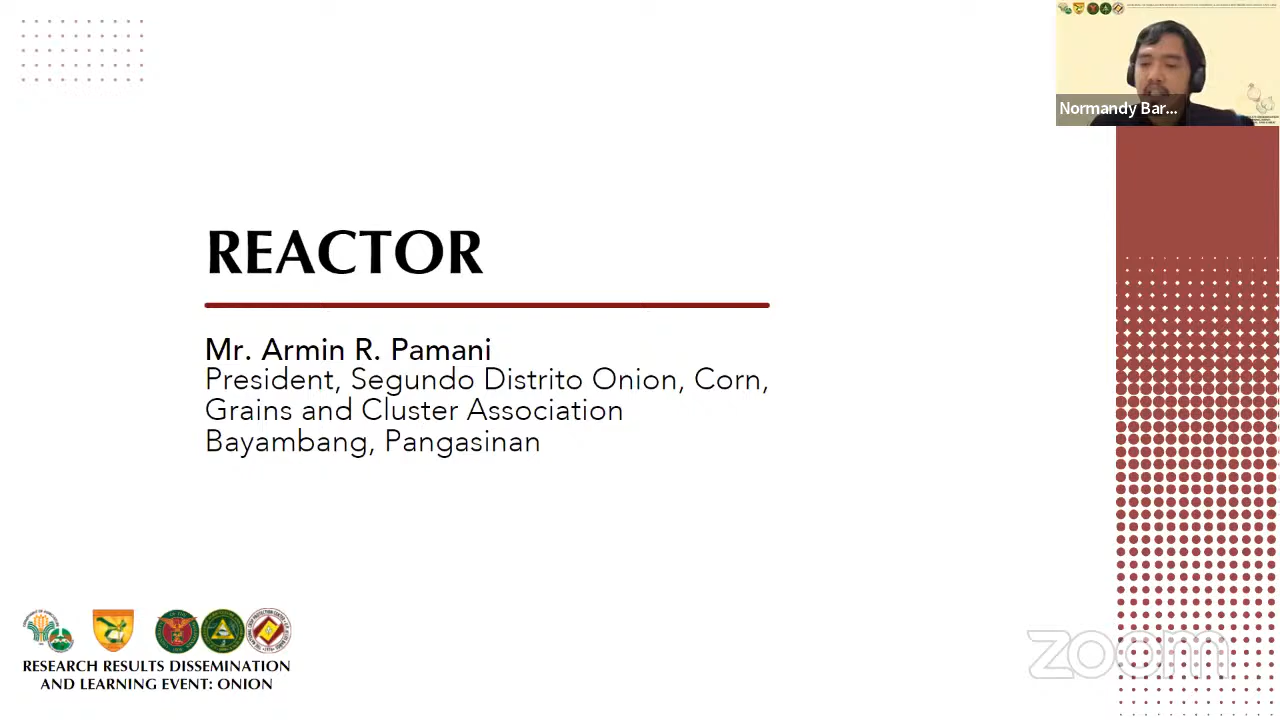 Normandy Bar...
REACTOR
Mr. Armin R. Pamani
President, Segundo Distrito Onion, Corn,
Grains and Cluster Association
Bayambang, Pangasinan
RESEARCH RESULTS DISSEMINATION
AND LEARNING EVENT: ONION
zoom